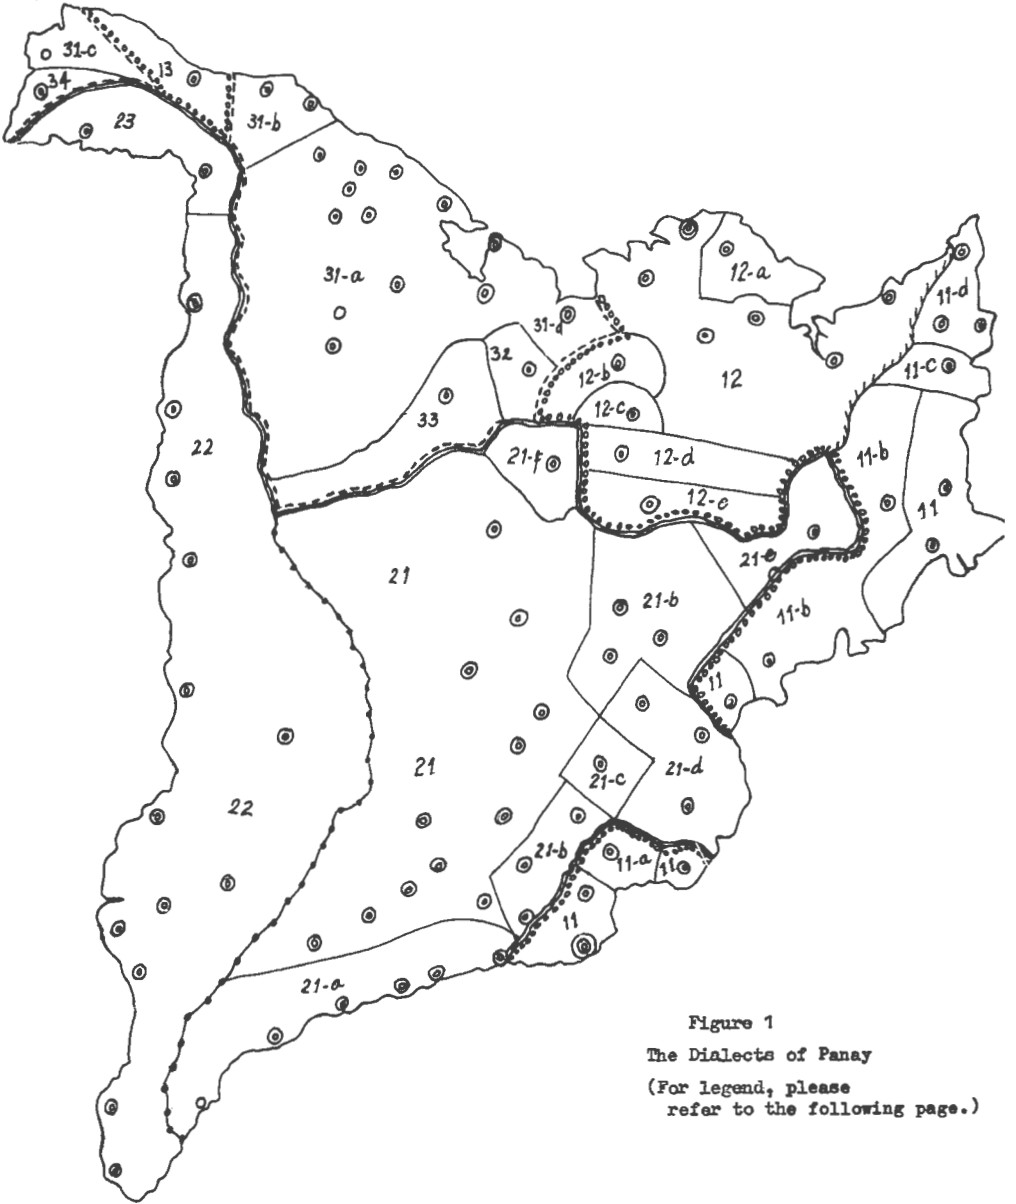 31-c
13
34
23
31-b
31-a
12-a
11-d
31-d
32
12-b
12
11-c
33
12-c
22
21-f
12-d
11-b
12-e
11
21
21-e
21-b
11-b
11
21
21-c
21-d
22
21-b
11-a
11
11
21-a
Figure 1
The Dialects of Panay
(For legend, please
refer to the following page.)